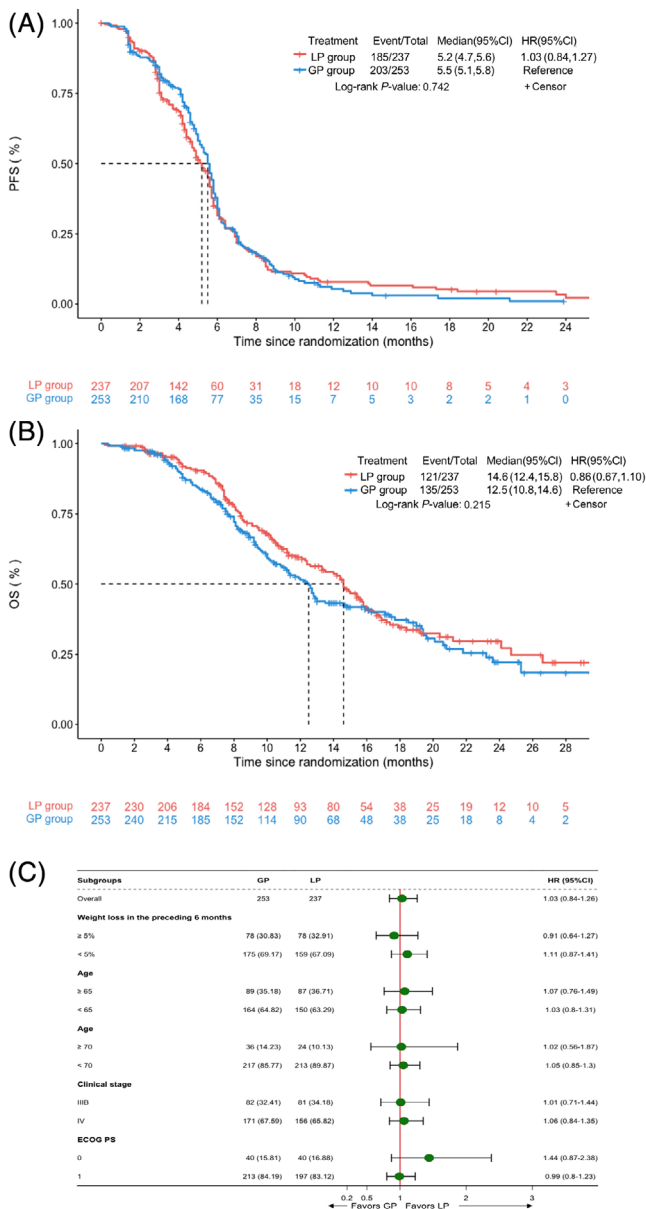 (A)
Treatment Event/Total Median(95%CI) HR(95%CI)
LP group 185/237 5.2 (4.7,5.6) 1.03 (0.84,1.27)
GP group 203/253 5.5 (5.1,5.8) Reference
Log-rank P-value: 0.742 + Censor
PFS ( % )
1.00
0.75
0.50
0.25
0.00
0 2 4 6 8 10 12 14 16 18 20 22 24
Time since randomization (months)
LP group 237 207 142 60 31 18 12 10 10 8 5 4 3
GP group 253 210 168 77 35 15 7 5 3 2 2 1 0
(B)
Treatment Event/Total Median(95%CI) HR(95%CI)
LP group 121/237 14.6 (12.4,15.8) 0.86(0.67,1.10)
GP group 135/253 12.5 (10.8,14.6) Reference
Log-rank P-value: 0.215 + Censor
OS ( % )
1.00
0.75
0.50
0.25
0.00
0 2 4 6 8 10 12 14 16 18 20 22 24 26 28
Time since randomization (months)
LP group 237 230 206 184 152 128 93 80 54 38 25 19 12 10 5
GP group 253 240 215 185 152 114 90 68 48 38 25 18 8 4 2
(C)
Subgroups GP LP HR (95%CI)
Overall 253 237 1.03 (0.84-1.26)
Weight loss in the preceding 6 months
≥ 5% 78 (30.83) 78 (32.91) 0.91 (0.64-1.27)
< 5% 175 (69.17) 159 (67.09) 1.11 (0.87-1.41)
Age
≥ 65 89 (35.18) 87 (36.71) 1.07 (0.76-1.49)
< 65 164 (64.82) 150 (63.29) 1.03 (0.8-1.31)
Age
≥ 70 36 (14.23) 24 (10.13) 1.02 (0.56-1.87)
< 70 217 (85.77) 213 (89.87) 1.05 (0.85-1.3)
Clinical stage
IIIB 82 (32.41) 81 (34.18) 1.01 (0.71-1.44)
IV 171 (67.59) 156 (65.82) 1.06 (0.84-1.35)
ECOG PS
0 40 (15.81) 40 (16.88) 1.44 (0.87-2.38)
1 213 (84.19) 197 (83.12) 0.99 (0.8-1.23)
0.2 0.5 1 2 3
Favors GP Favors LP